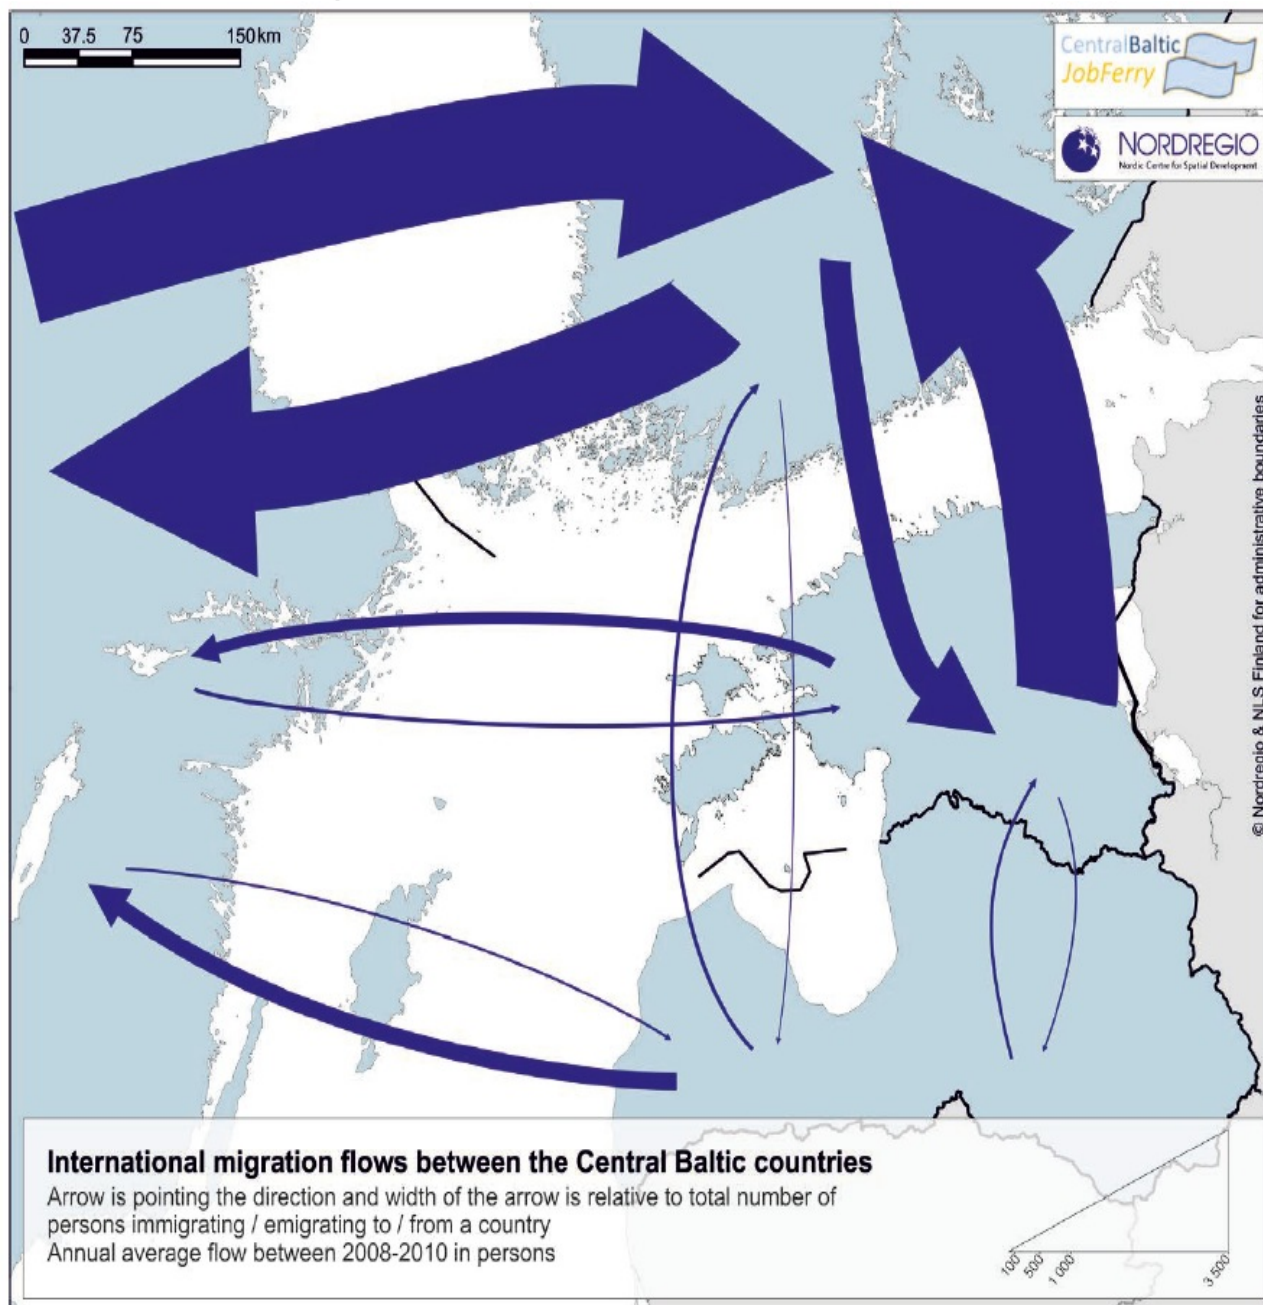 0 37.5 75 150 km
CentralBaltic
JobFerry
NORDREGIO
Nordic Centre for Spatial Development
© Nordregio & NLS Finland for administrative boundaries
International migration flows between the Central Baltic countries
Arrow is pointing the direction and width of the arrow is relative to total number of
persons immigrating / emigrating to / from a country
Annual average flow between 2008-2010 in persons
100 500 1 000 3 500